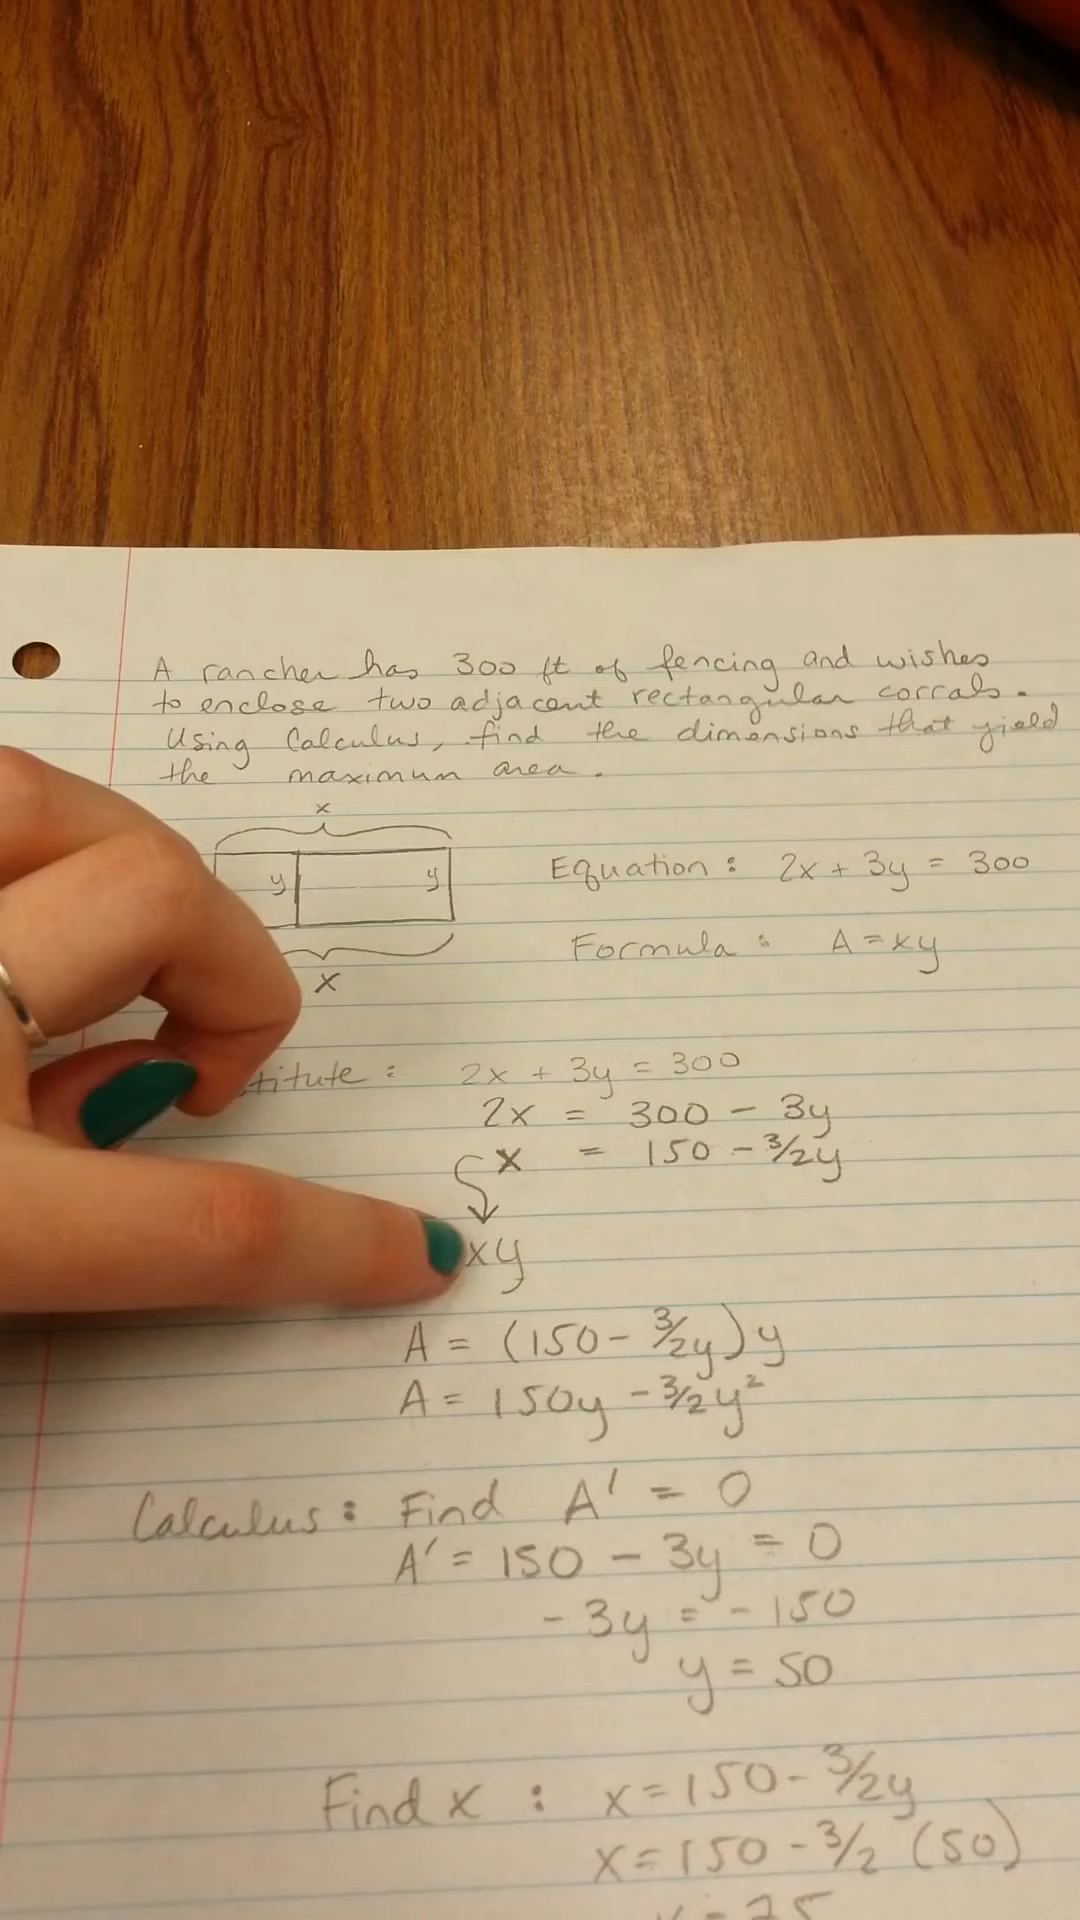 A rancher has 300 ft of fencing and wishes
to enclose two adjacent rectangular corrals.
Using Calculus, find the dimensions that yield
the maximum area.
x
y y
Equation: 2x + 3y = 300
Formula: A = xy
x
titute: 2x + 3y = 300
2x = 300 - 3y
x = 150 - 3/2y
xy
A = (150 - 3/2y)y
A = 150y - 3/2y²
Calculus: Find A' = 0
A' = 150 - 3y = 0
-3y = -150
y = 50
Find x: x = 150 - 3/2y
x = 150 - 3/2 (50)
x = 75